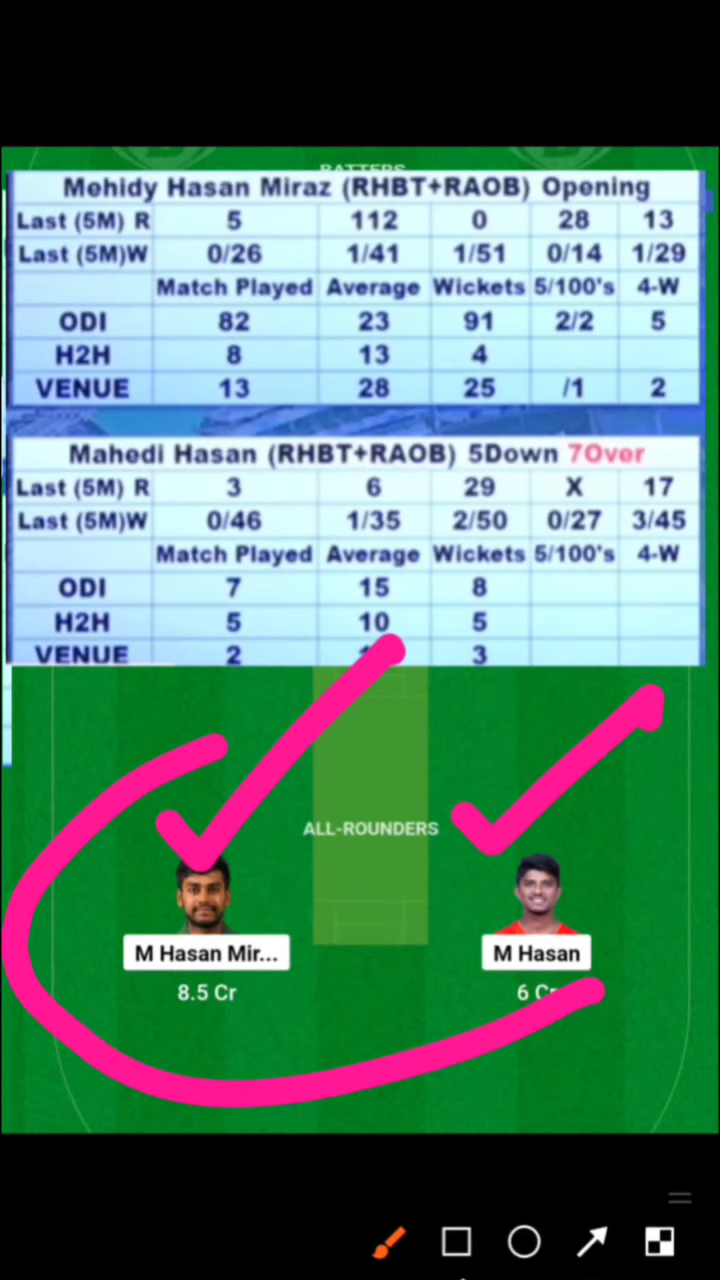 BATTERS
Mehidy Hasan Miraz (RHBT+RAOB) Opening
Last (5M) R 5 112 0 28 13
Last (5M)W 0/26 1/41 1/51 0/14 1/29
Match Played Average Wickets 5/100's 4-W
ODI 82 23 91 2/2 5
H2H 8 13 4
VENUE 13 28 25 /1 2
Mahedi Hasan (RHBT+RAOB) 5Down 7Over
Last (5M) R 3 6 29 X 17
Last (5M)W 0/46 1/35 2/50 0/27 3/45
Match Played Average Wickets 5/100's 4-W
ODI 7 15 8
H2H 5 10 5
VENUE 2 3
ALL-ROUNDERS
M Hasan Mir... M Hasan
8.5 Cr 6 Cr